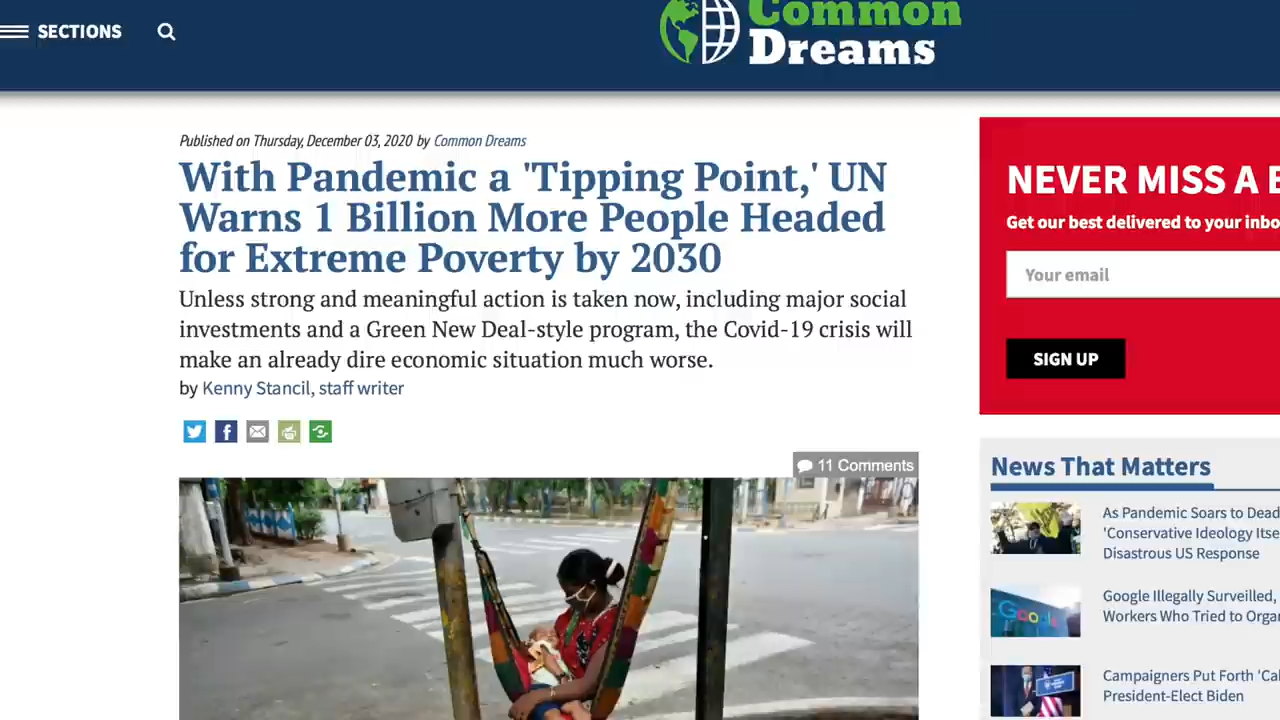 SECTIONS
Common
Dreams
Published on Thursday, December 03, 2020 by Common Dreams
With Pandemic a 'Tipping Point,' UN
Warns 1 Billion More People Headed
for Extreme Poverty by 2030
Unless strong and meaningful action is taken now, including major social
investments and a Green New Deal-style program, the Covid-19 crisis will
make an already dire economic situation much worse.
by Kenny Stancil, staff writer
11 Comments
NEVER MISS A
Get our best delivered to your
Your email
SIGN UP
News That Matters
As Pandemic Soars to
'Conservative Ideology
Disastrous US Response
Google Illegally Surveilled,
Workers Who Tried to
Campaigners Put Forth
President-Elect Biden
Google